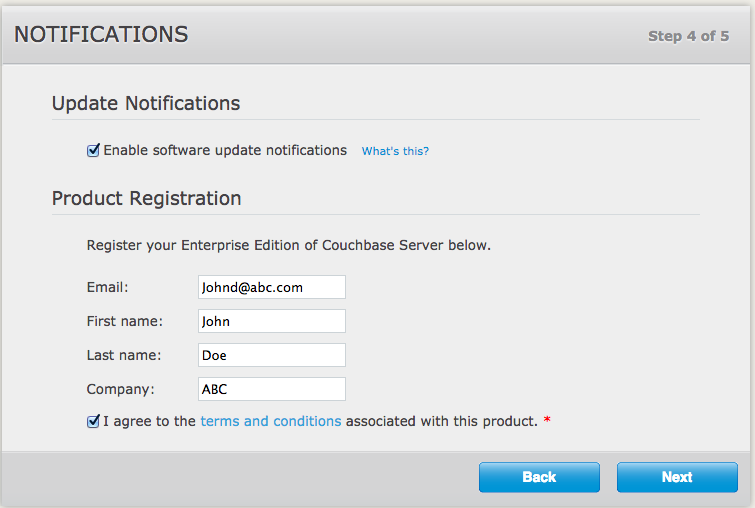 NOTIFICATIONS
Step 4 of 5
Update Notifications
Enable software update notifications What's this?
Product Registration
Register your Enterprise Edition of Couchbase Server below.
Email: Johnd@abc.com
First name: John
Last name: Doe
Company: ABC
I agree to the terms and conditions associated with this product. *
Back Next